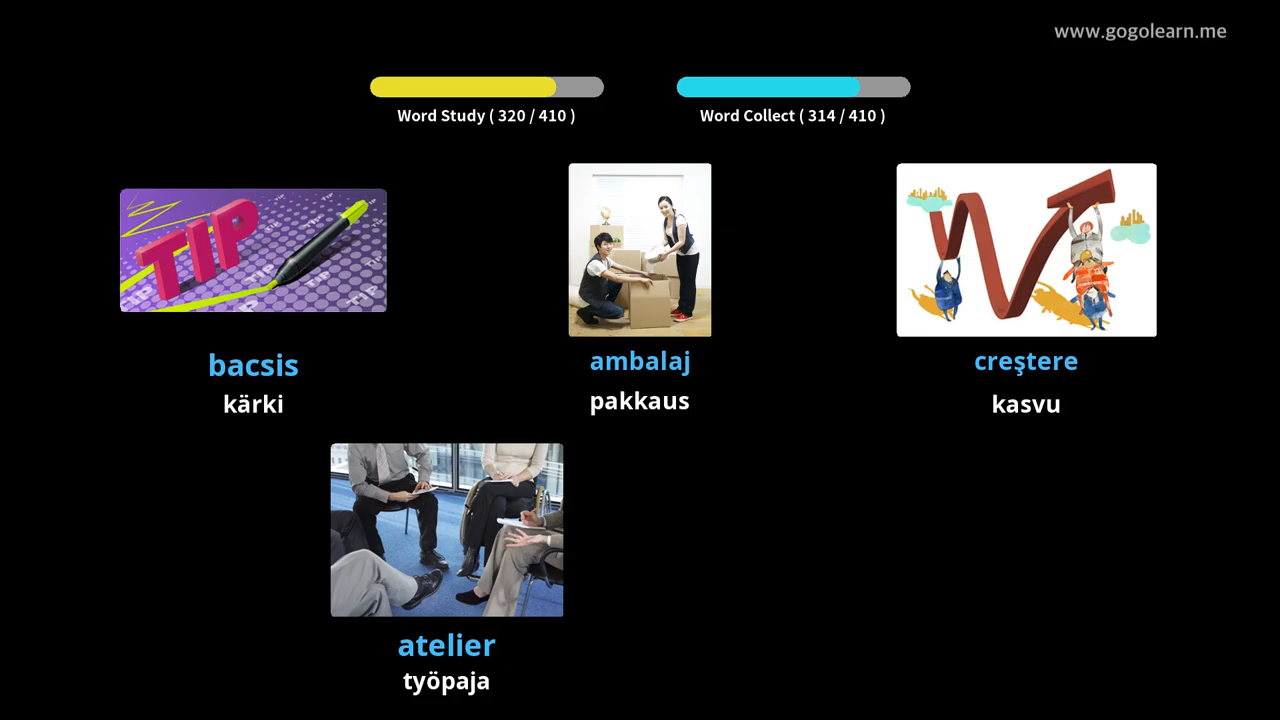 www.gogolearn.me
Word Study ( 320 / 410 )
Word Collect ( 314 / 410 )
TIP
bacsis
kärki
ambalaj
pakkaus
creştere
kasvu
atelier
työpaja